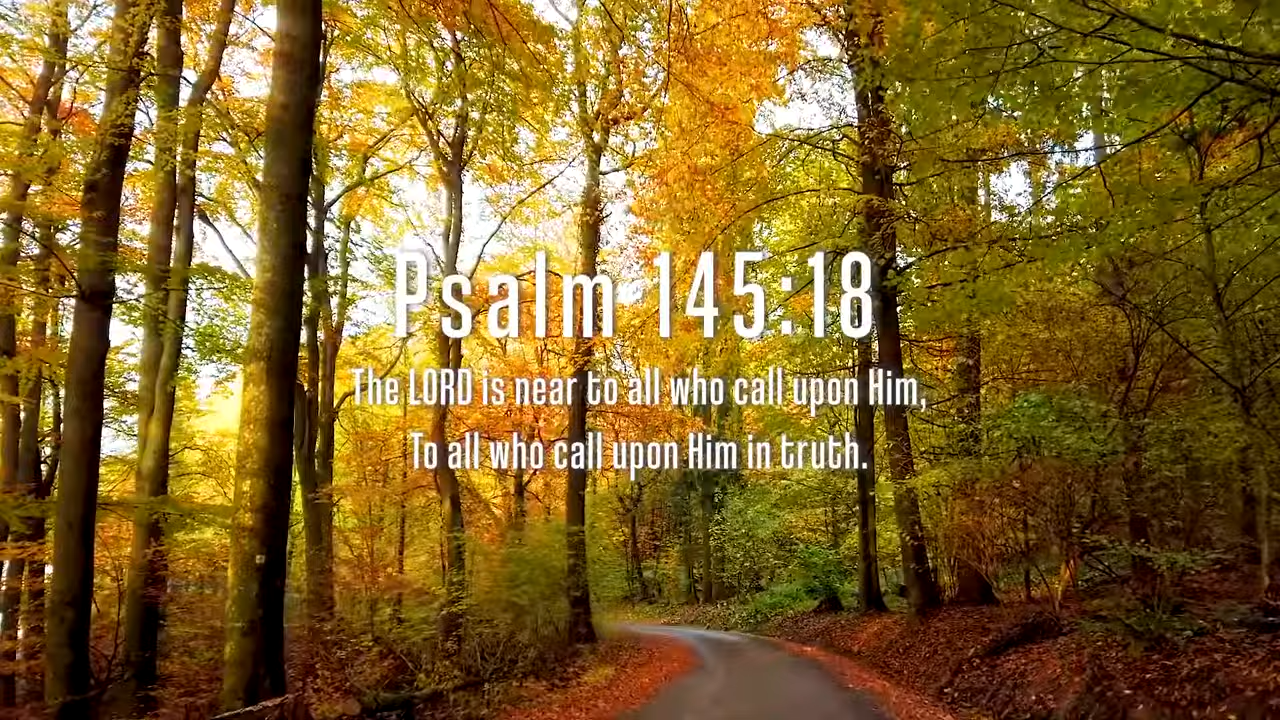 Psalm 145:18
The LORD is near to all who call upon Him,
To all who call upon Him in truth.